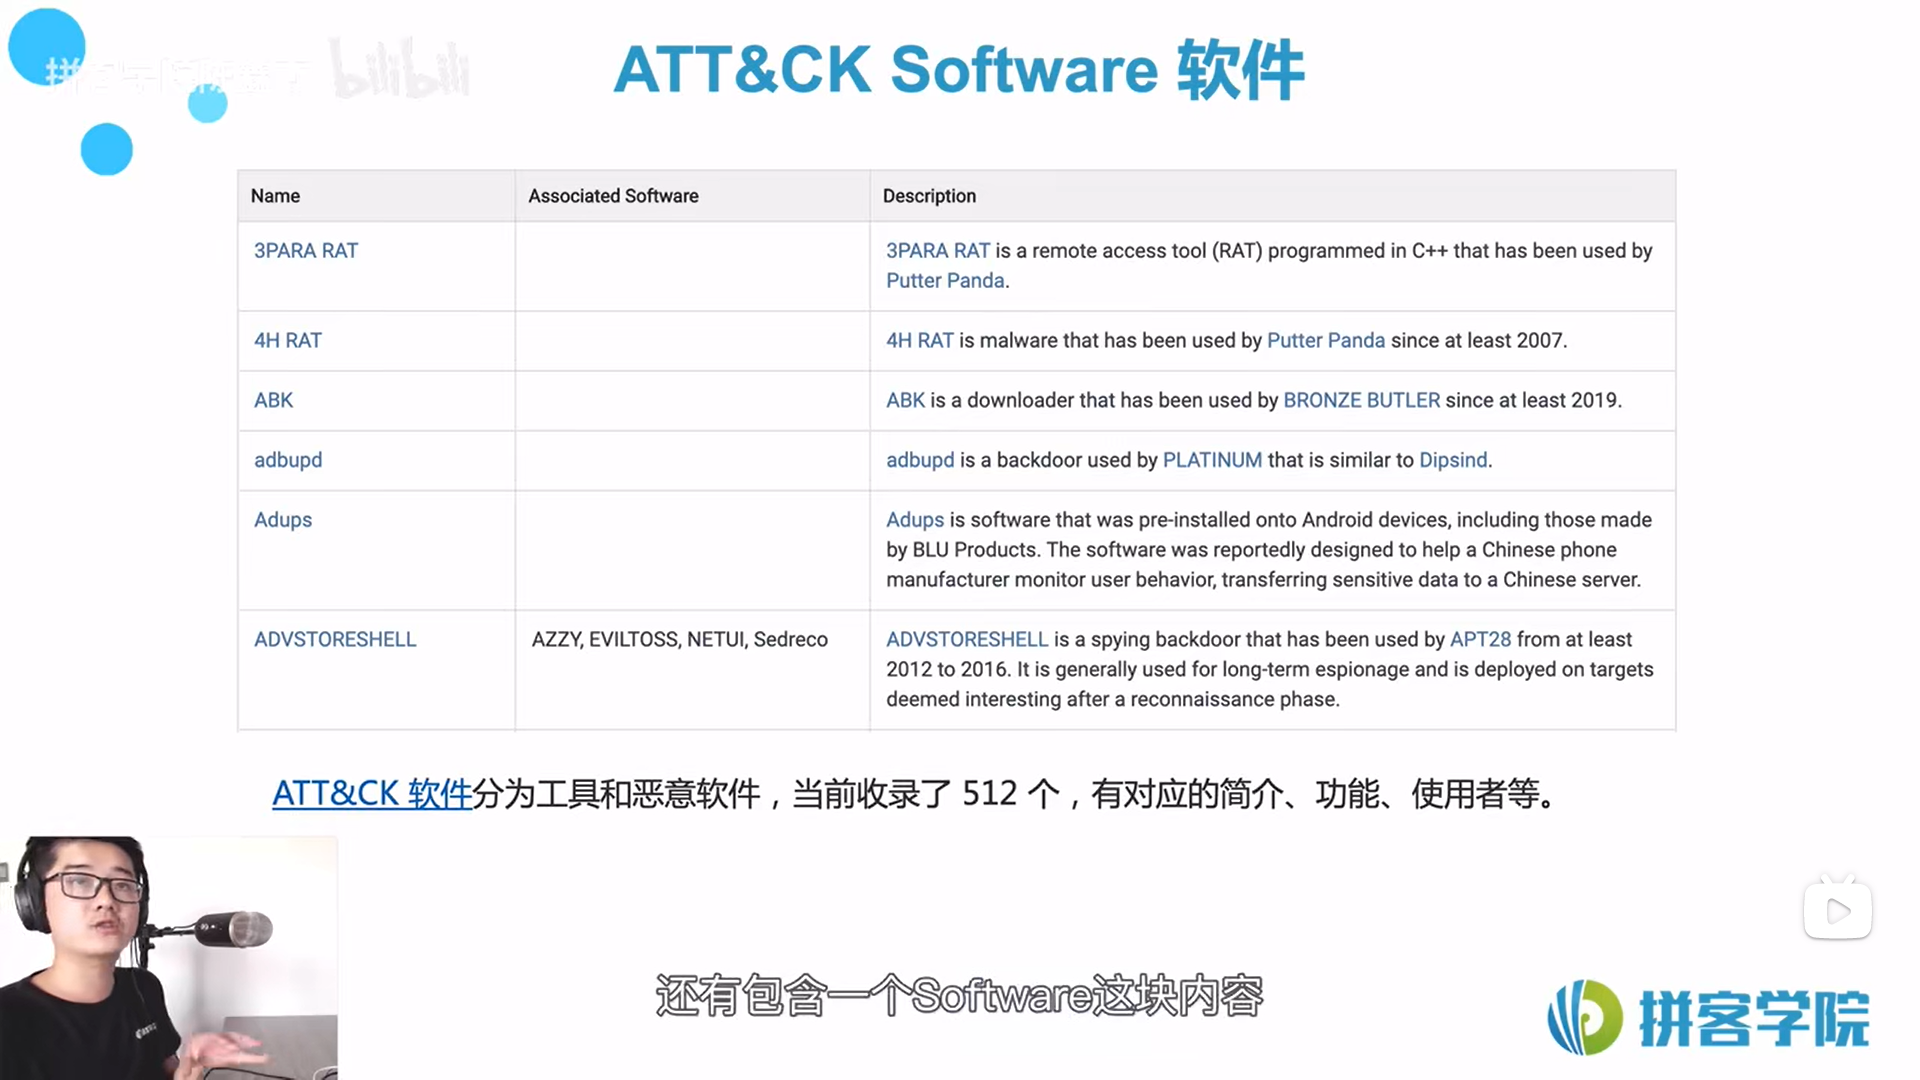 bilibili
ATT&CK Software 软件
Name
Associated Software
Description
3PARA RAT
3PARA RAT is a remote access tool (RAT) programmed in C++ that has been used by
Putter Panda.
4H RAT
4H RAT is malware that has been used by Putter Panda since at least 2007.
ABK
ABK is a downloader that has been used by BRONZE BUTLER since at least 2019.
adbupd
adbupd is a backdoor used by PLATINUM that is similar to Dipsind.
Adups
Adups is software that was pre-installed onto Android devices, including those made
by BLU Products. The software was reportedly designed to help a Chinese phone
manufacturer monitor user behavior, transferring sensitive data to a Chinese server.
ADVSTORESHELL
AZZY, EVILTOSS, NETUI, Sedreco
ADVSTORESHELL is a spying backdoor that has been used by APT28 from at least
2012 to 2016. It is generally used for long-term espionage and is deployed on targets
deemed interesting after a reconnaissance phase.
ATT&CK 软件分为工具和恶意软件，当前收录了 512 个，有对应的简介、功能、使用者等。
还有包含一个Software这块内容
拼客学院